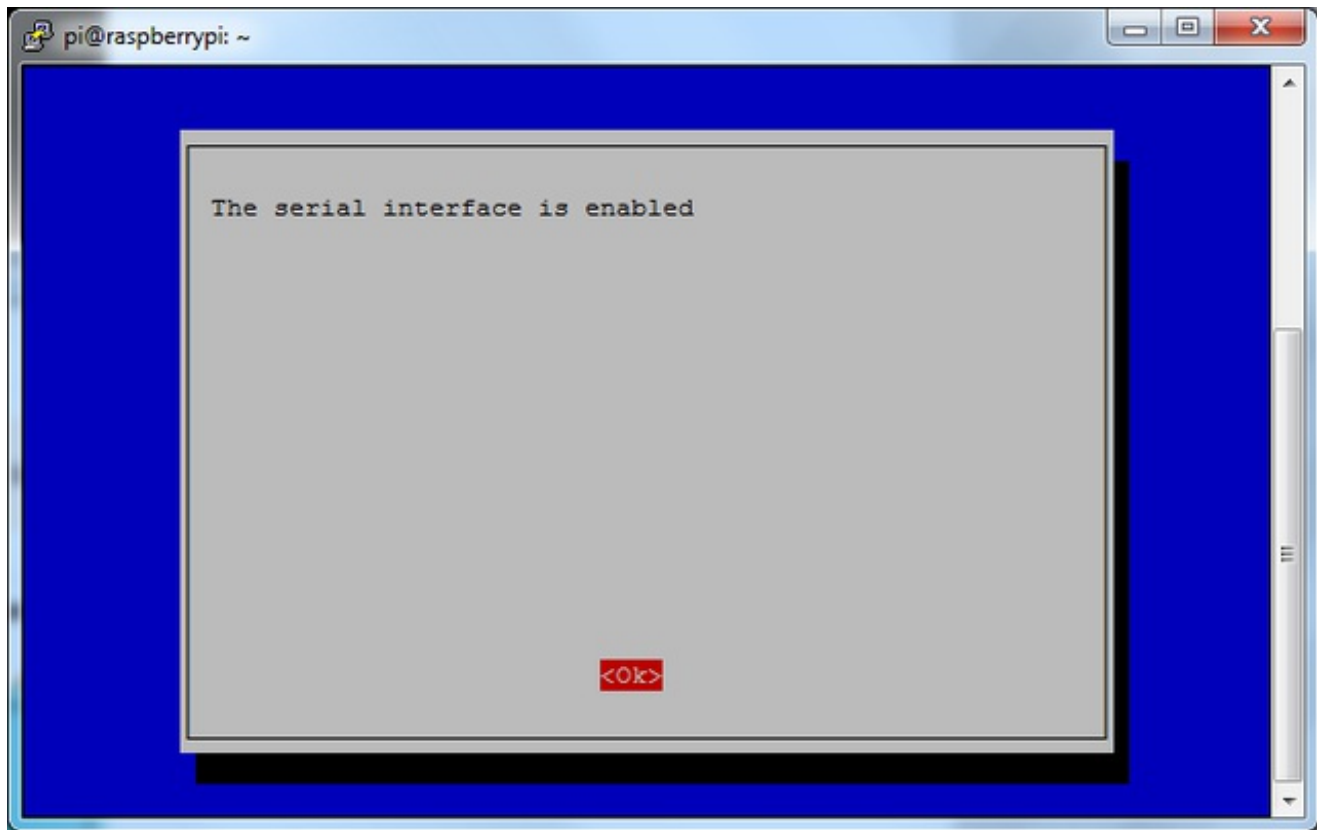 pi@raspberrypi: ~
The serial interface is enabled
<Ok>